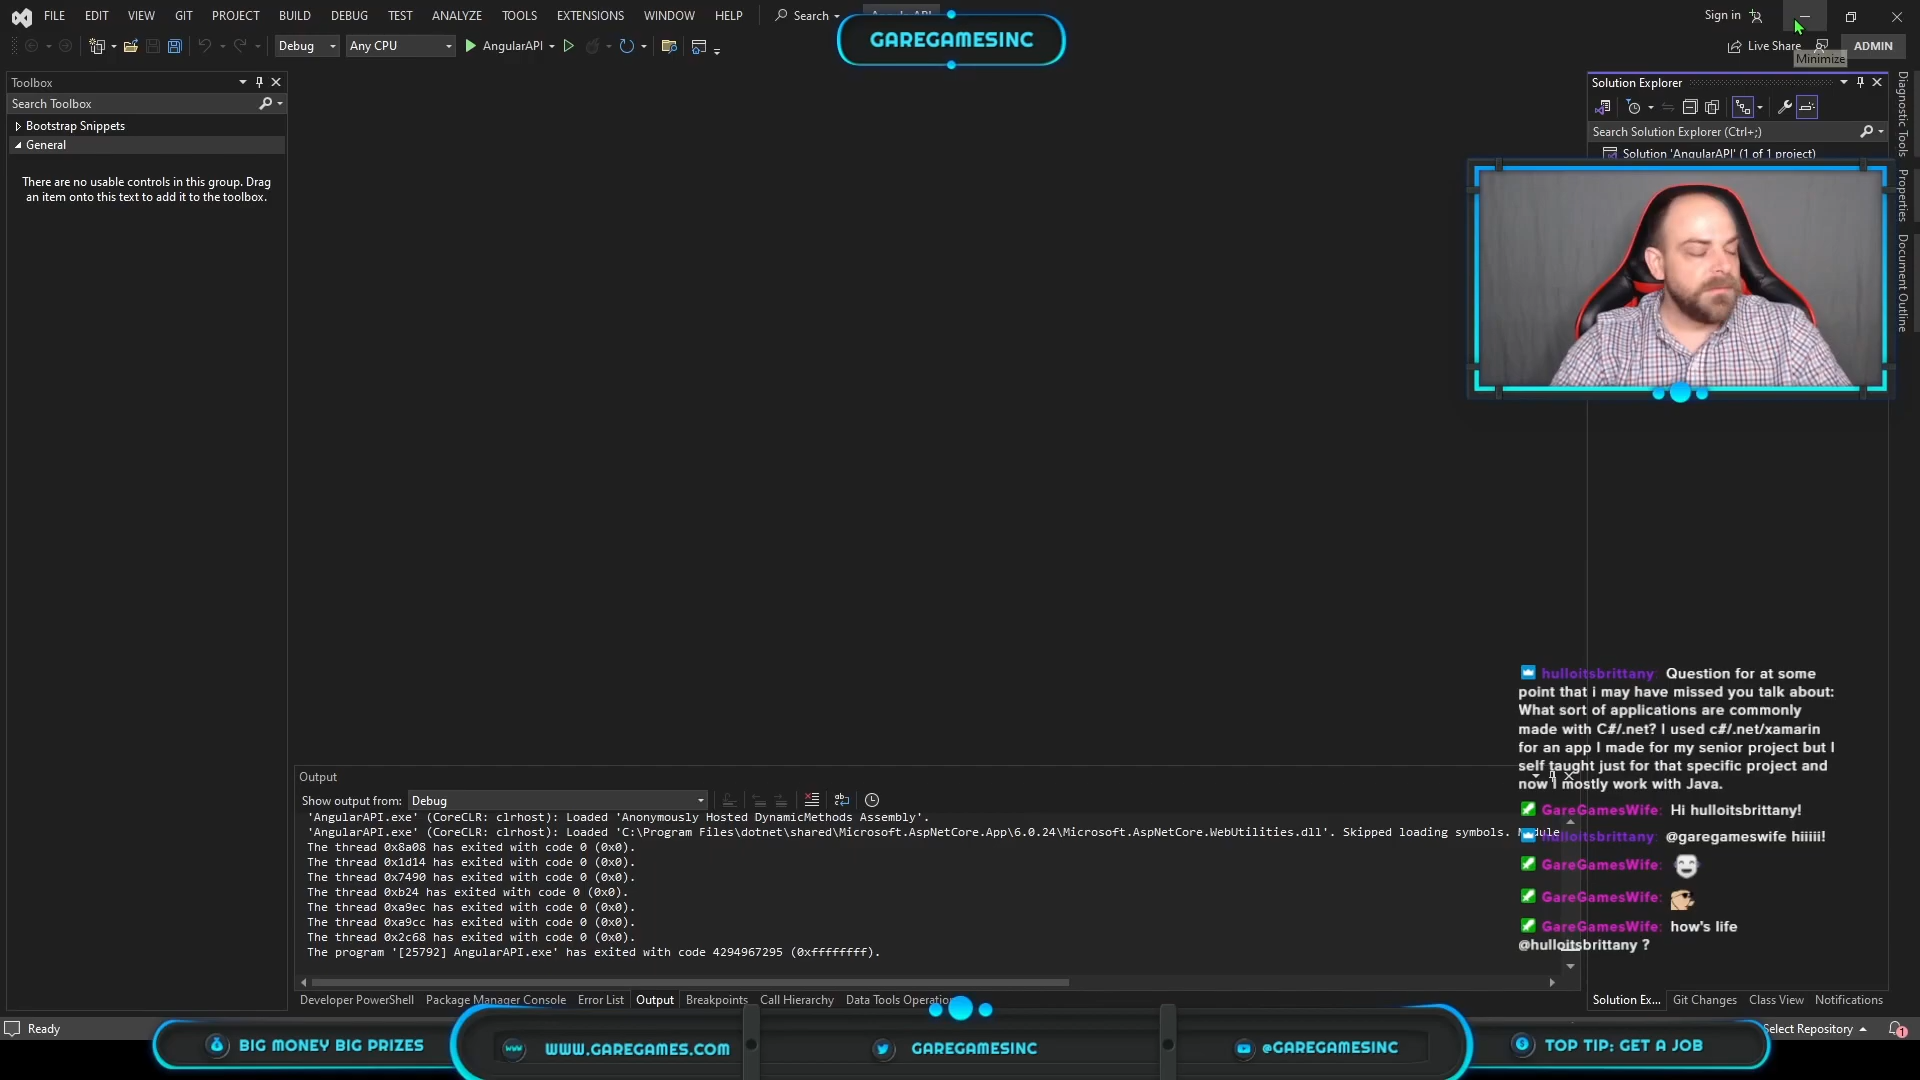 FILE EDIT VIEW GIT PROJECT BUILD DEBUG TEST ANALYZE TOOLS EXTENSIONS WINDOW HELP Search Sign in
Debug Any CPU AngularAPI Live Share ADMIN
GAREGAMESINC
Minimize
Toolbox
Search Toolbox
Bootstrap Snippets
General
There are no usable controls in this group. Drag
an item onto this text to add it to the toolbox.
Solution Explorer
Search Solution Explorer (Ctrl+;)
Solution 'AngularAPI' (1 of 1 project)
Diagnostic Tools
Properties
Document Outline
hulloitsbrittany: Question for at some
point that i may have missed you talk about:
What sort of applications are commonly
made with C#/.net? I used c#/.net/xamarin
for an app I made for my senior project but I
self taught just for that specific project and
now I mostly work with Java.
GareGamesWife: Hi hulloitsbrittany!
hulloitsbrittany: @garegameswife hiiiii!
GareGamesWife:
GareGamesWife:
GareGamesWife: how's life
@hulloitsbrittany ?
Output
Show output from: Debug
'AngularAPI.exe' (CoreCLR: clrhost): Loaded 'Anonymously Hosted DynamicMethods Assembly'.
'AngularAPI.exe' (CoreCLR: clrhost): Loaded 'C:\Program Files\dotnet\shared\Microsoft.AspNetCore.App\6.0.24\Microsoft.AspNetCore.WebUtilities.dll'. Skipped loading symbols. Module
The thread 0x8a08 has exited with code 0 (0x0).
The thread 0x1d14 has exited with code 0 (0x0).
The thread 0x7490 has exited with code 0 (0x0).
The thread 0xb24 has exited with code 0 (0x0).
The thread 0xa9ec has exited with code 0 (0x0).
The thread 0xa9cc has exited with code 0 (0x0).
The thread 0x2c68 has exited with code 0 (0x0).
The program '[25792] AngularAPI.exe' has exited with code 4294967295 (0xffffffff).
Developer PowerShell Package Manager Console Error List Output Breakpoints Call Hierarchy Data Tools Operations
Solution Ex... Git Changes Class View Notifications
Ready Select Repository 1
BIG MONEY BIG PRIZES WWW.GAREGAMES.COM GAREGAMESINC @GAREGAMESINC TOP TIP: GET A JOB